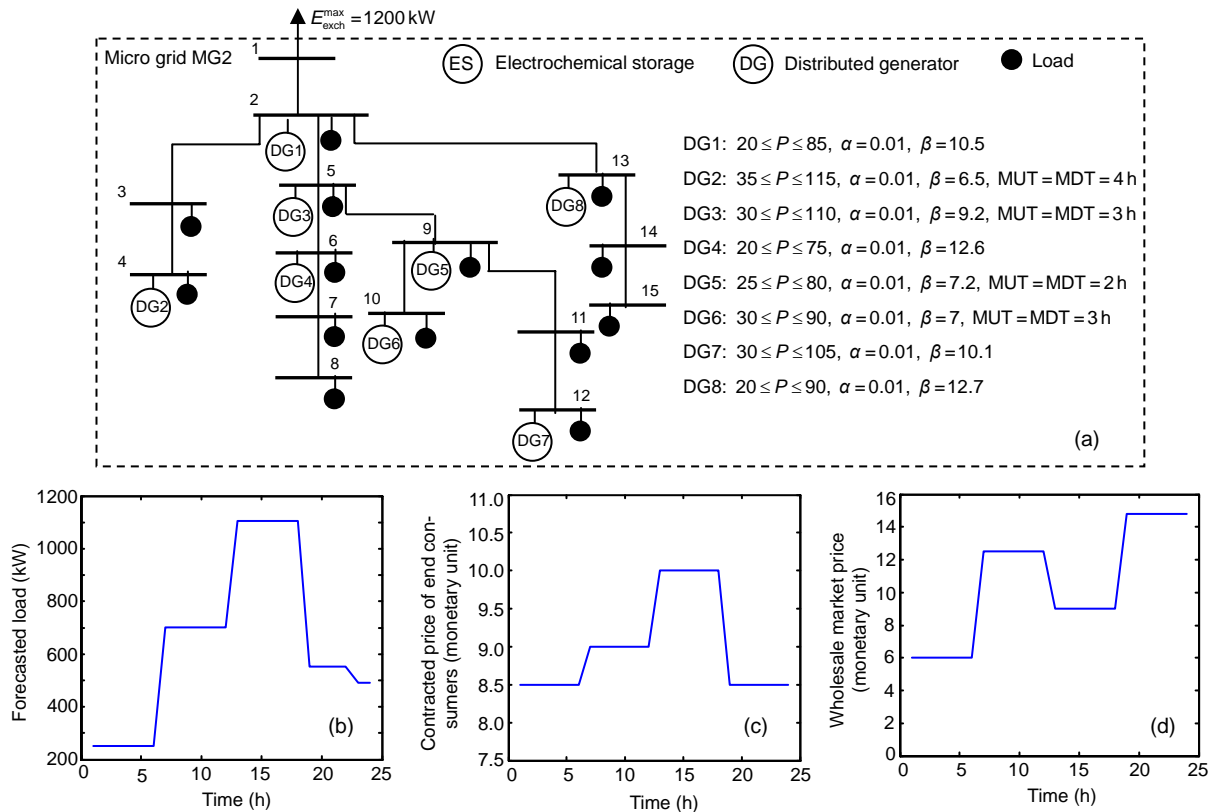 E_exch^max = 1200 kW
Micro grid MG2
ES Electrochemical storage
DG Distributed generator
Load
1
2
DG1
3
4
DG2
5
DG3
6
DG4
7
8
9
DG5
10
DG6
11
12
DG7
13
DG8
14
15
DG1: 20 ≤ P ≤ 85, α = 0.01, β = 10.5
DG2: 35 ≤ P ≤ 115, α = 0.01, β = 6.5, MUT = MDT = 4 h
DG3: 30 ≤ P ≤ 110, α = 0.01, β = 9.2, MUT = MDT = 3 h
DG4: 20 ≤ P ≤ 75, α = 0.01, β = 12.6
DG5: 25 ≤ P ≤ 80, α = 0.01, β = 7.2, MUT = MDT = 2 h
DG6: 30 ≤ P ≤ 90, α = 0.01, β = 7, MUT = MDT = 3 h
DG7: 30 ≤ P ≤ 105, α = 0.01, β = 10.1
DG8: 20 ≤ P ≤ 90, α = 0.01, β = 12.7
(a)
Forecasted load (kW)
1200
1000
800
600
400
200
0 5 10 15 20 25
Time (h)
(b)
Contracted price of end con-
sumers (monetary unit)
11.0
10.5
10.0
9.5
9.0
8.5
8.0
7.5
0 5 10 15 20 25
Time (h)
(c)
Wholesale market price
(monetary unit)
16
14
12
10
8
6
4
2
0
0 5 10 15 20 25
Time (h)
(d)